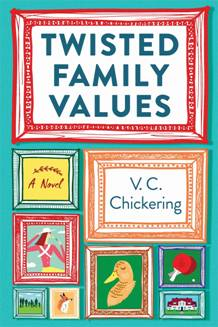 TWISTED
FAMILY
VALUES
A Novel
V. C.
Chickering